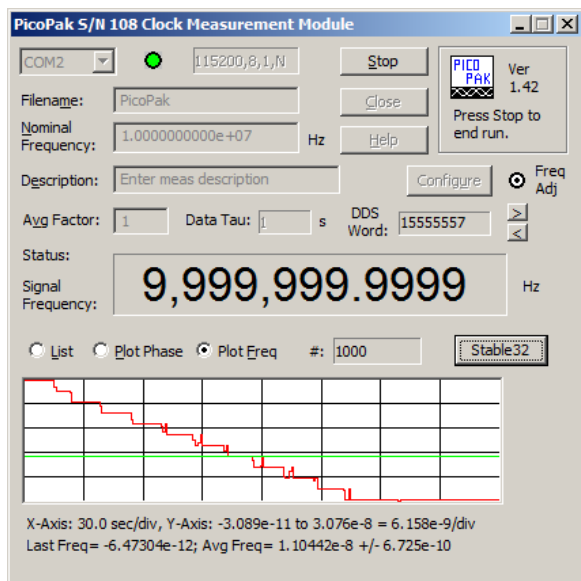 PicoPak S/N 108 Clock Measurement Module
COM2
115200,8,1,N
Stop
PICO
PAK
Ver
1.42
Filename:
PicoPak
Close
Press Stop to
end run.
Nominal
Frequency:
1.0000000000e+07
Hz
Help
Description:
Enter meas description
Configure
Freq
Adj
Avg Factor:
1
Data Tau:
1
s
DDS
Word:
15555557
>
<
Status:
Signal
Frequency:
9,999,999.9999
Hz
List
Plot Phase
Plot Freq
#:
1000
Stable32
X-Axis: 30.0 sec/div, Y-Axis: -3.089e-11 to 3.076e-8 = 6.158e-9/div
Last Freq= -6.47304e-12; Avg Freq= 1.10442e-8 +/- 6.725e-10